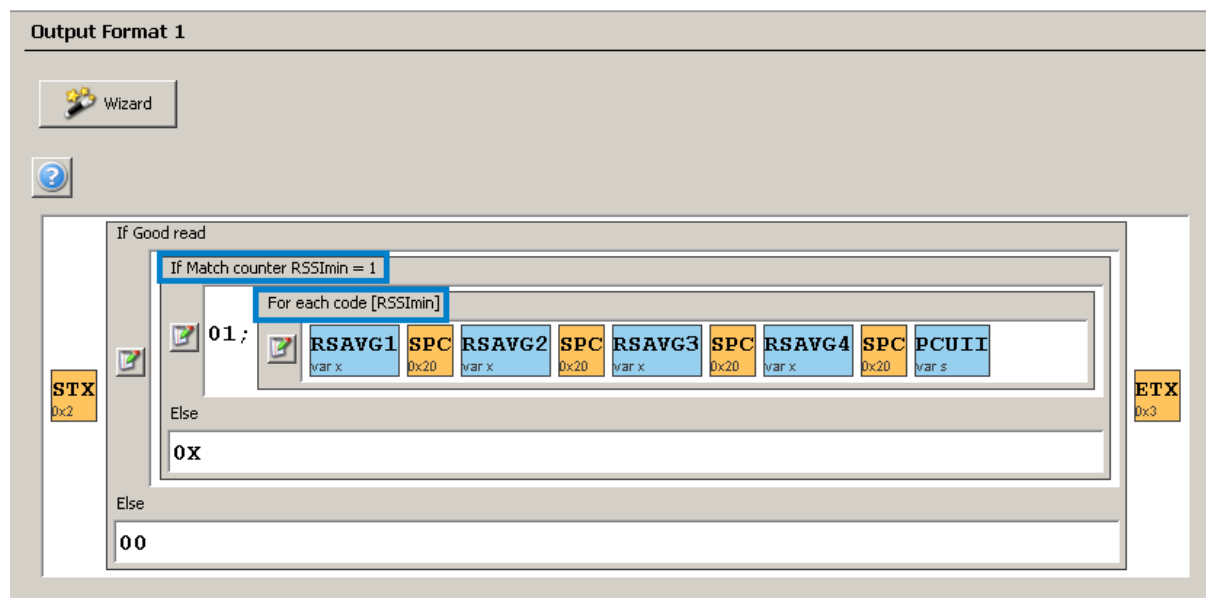 Output Format 1
Wizard
?
If Good read
If Match counter RSSImin = 1
For each code [RSSImin]
01; RSAVG1 SPC RSAVG2 SPC RSAVG3 SPC RSAVG4 SPC PCUII
var x 0x20 var x 0x20 var x 0x20 var x 0x20 var s
STX ETX
0x2 0x3
Else
0X
Else
00